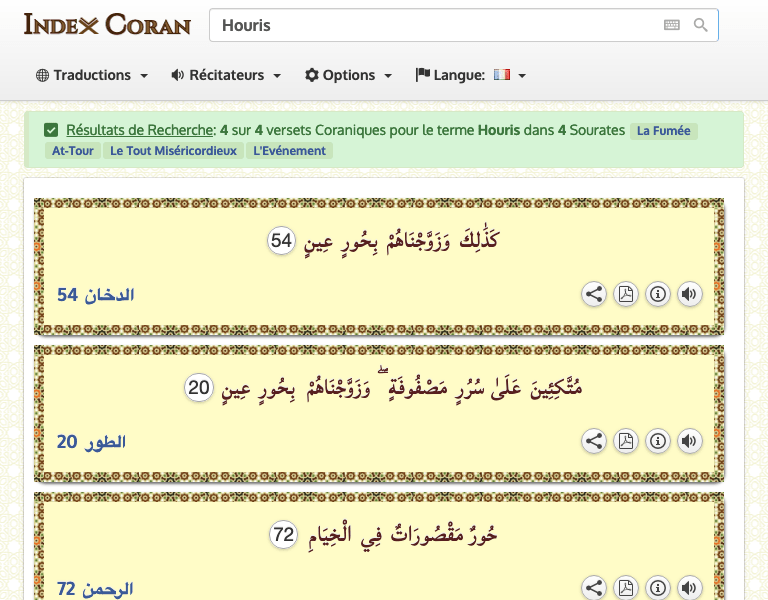 INDEX CORAN
Houris
Traductions Récitateurs Options Langue:
Résultats de Recherche: 4 sur 4 versets Coraniques pour le terme Houris dans 4 Sourates La Fumée
At-Tour Le Tout Miséricordieux L'Evénement
كَذَٰلِكَ وَزَوَّجْنَاهُمْ بِحُورٍ عِينٍ 54
الدخان 54
مُتَّكِئِينَ عَلَىٰ سُرُرٍ مَصْفُوفَةٍ ۖ وَزَوَّجْنَاهُمْ بِحُورٍ عِينٍ 20
الطور 20
حُورٌ مَقْصُورَاتٌ فِي الْخِيَامِ 72
الرحمن 72